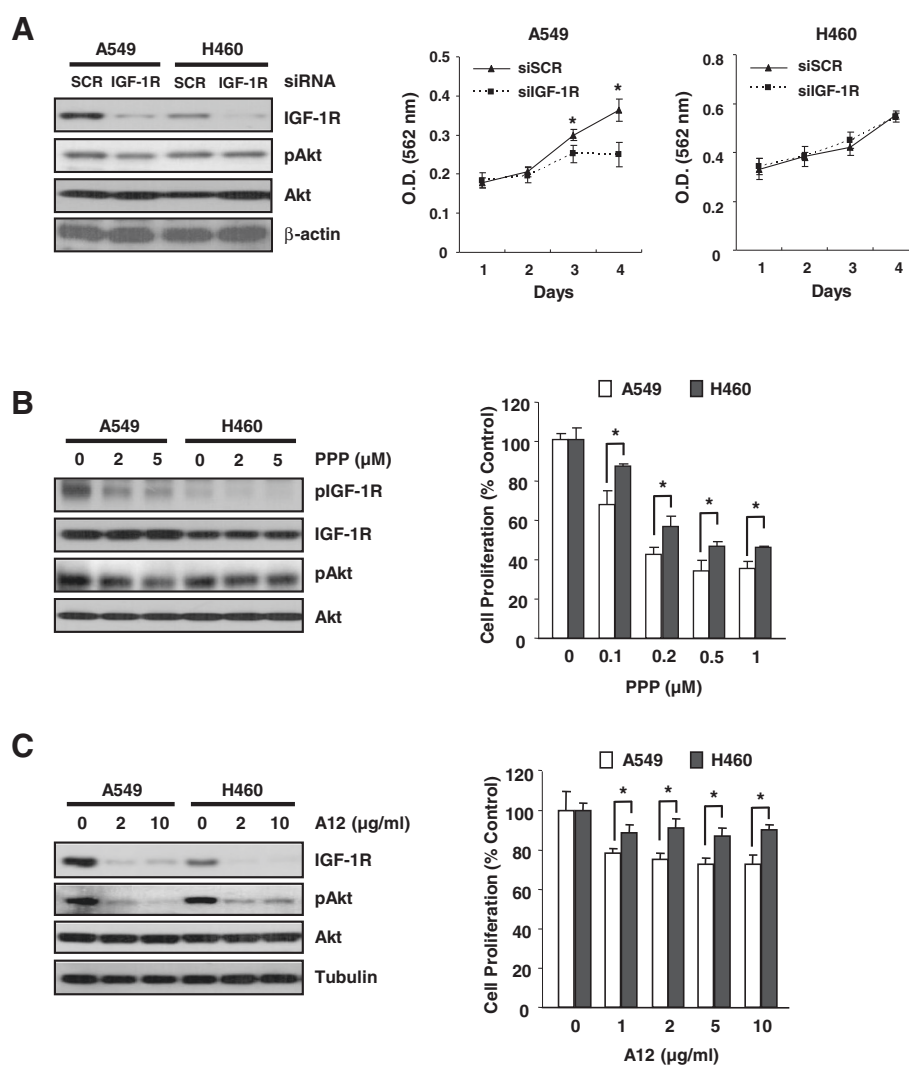 A
A549
H460
SCR IGF-1R SCR IGF-1R siRNA
IGF-1R
pAkt
Akt
β-actin
A549
siSCR
siIGF-1R
O.D. (562 nm)
0.5
0.4
0.3
0.2
0.1
0
* *
1 2 3 4
Days
H460
siSCR
siIGF-1R
O.D. (562 nm)
0.8
0.6
0.4
0.2
0
1 2 3 4
Days
B
A549
H460
0 2 5 0 2 5 PPP (µM)
pIGF-1R
IGF-1R
pAkt
Akt
A549 H460
Cell Proliferation (% Control)
120
100
80
60
40
20
0
* * * *
0 0.1 0.2 0.5 1
PPP (µM)
C
A549
H460
0 2 10 0 2 10 A12 (µg/ml)
IGF-1R
pAkt
Akt
Tubulin
A549 H460
Cell Proliferation (% Control)
120
100
80
60
40
20
0
* * * *
0 1 2 5 10
A12 (µg/ml)